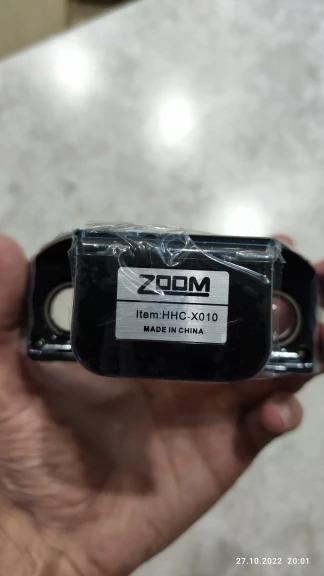 ZOOM
Item:HHC-X010
MADE IN CHINA
27.10.2022 20:01